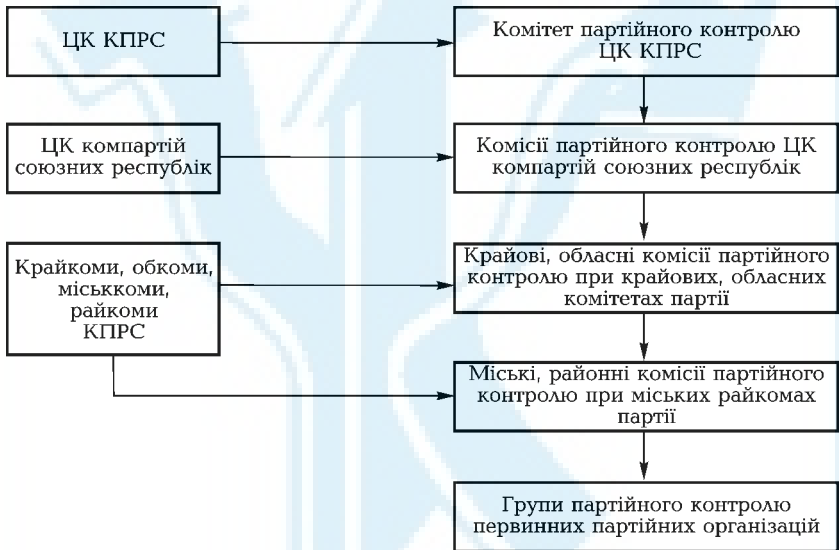 ЦК КПРС
Комітет партійного контролю
ЦК КПРС
ЦК компартій
союзних республік
Комісії партійного контролю ЦК
компартій союзних республік
Крайкоми, обкоми,
міськкоми,
райкоми
КПРС
Крайові, обласні комісії партійного
контролю при крайових, обласних
комітетах партії
Міські, районні комісії партійного
контролю при міських райкомах
партії
Групи партійного контролю
первинних партійних організацій